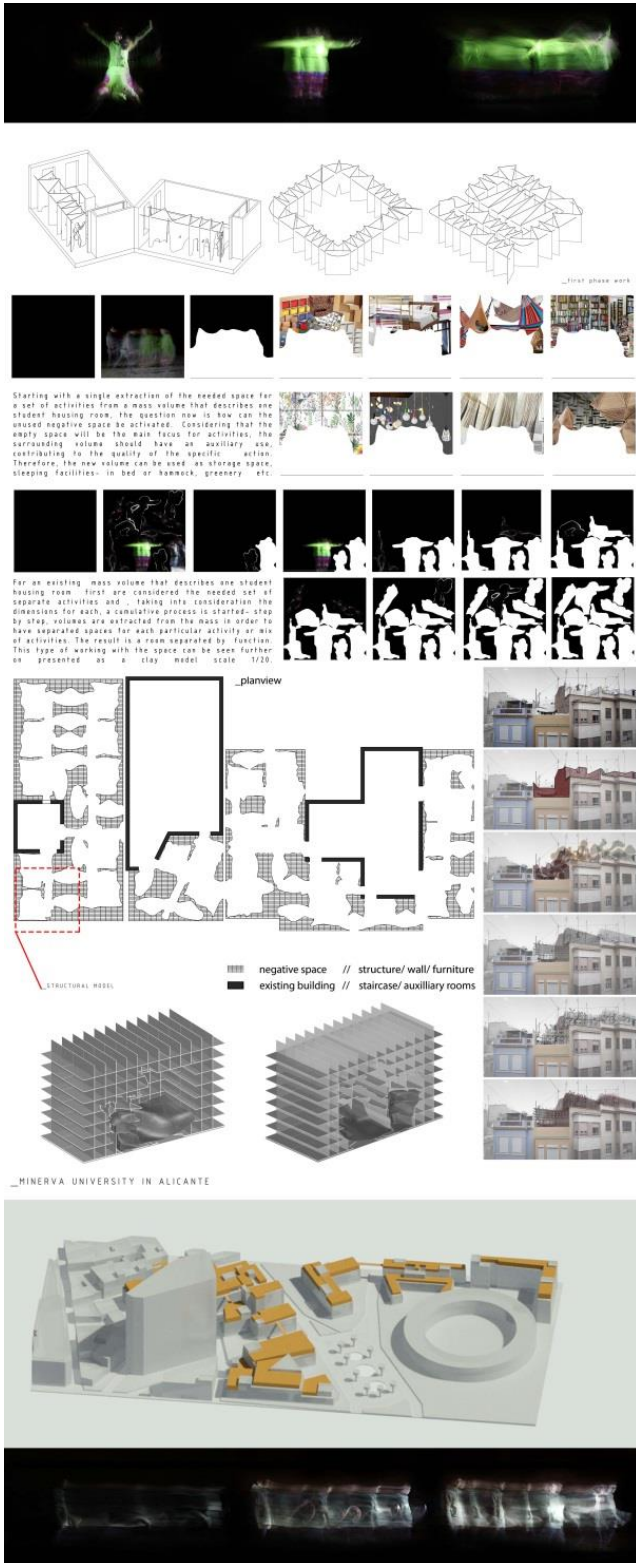 _first phase work
Starting with a single extraction of the needed space for
a set of activities from a mass volume that describes one
student housing room, the question now is how can the
unused negative space be activated. Considering that the
empty space will be the main focus for activities, the
surrounding volume should have an auxiliary use,
contributing to the quality of the specific action.
Therefore, the new volume can be used as storage space,
sleeping facilities- in bed or hammock, greenery etc.
For an existing mass volume that describes one student
housing room first are considered the needed set of
separate activities and , taking into consideration the
dimensions for each, a cumulative process is started- step
by step, volumes are extracted from the mass in order to
have separated spaces for each particular activity or mix
of activities. The result is a room separated by function.
This type of working with the space can be seen further
on presented as a clay model scale 1/20.
_planview
negative space // structure/ wall/ furniture
existing building // staircase/ auxilliary rooms
_STRUCTURAL MODEL
_MINERVA UNIVERSITY IN ALICANTE